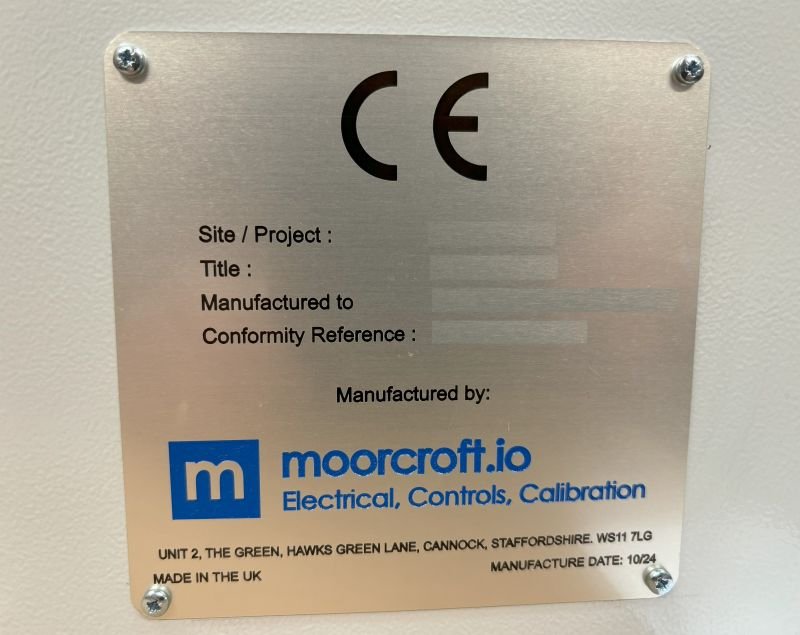 CE
Site / Project :
Title :
Manufactured to
Conformity Reference :
Manufactured by:
m
moorcroft.io
Electrical, Controls, Calibration
UNIT 2, THE GREEN, HAWKS GREEN LANE, CANNOCK, STAFFORDSHIRE. WS11 7LG
MADE IN THE UK
MANUFACTURE DATE: 10/24